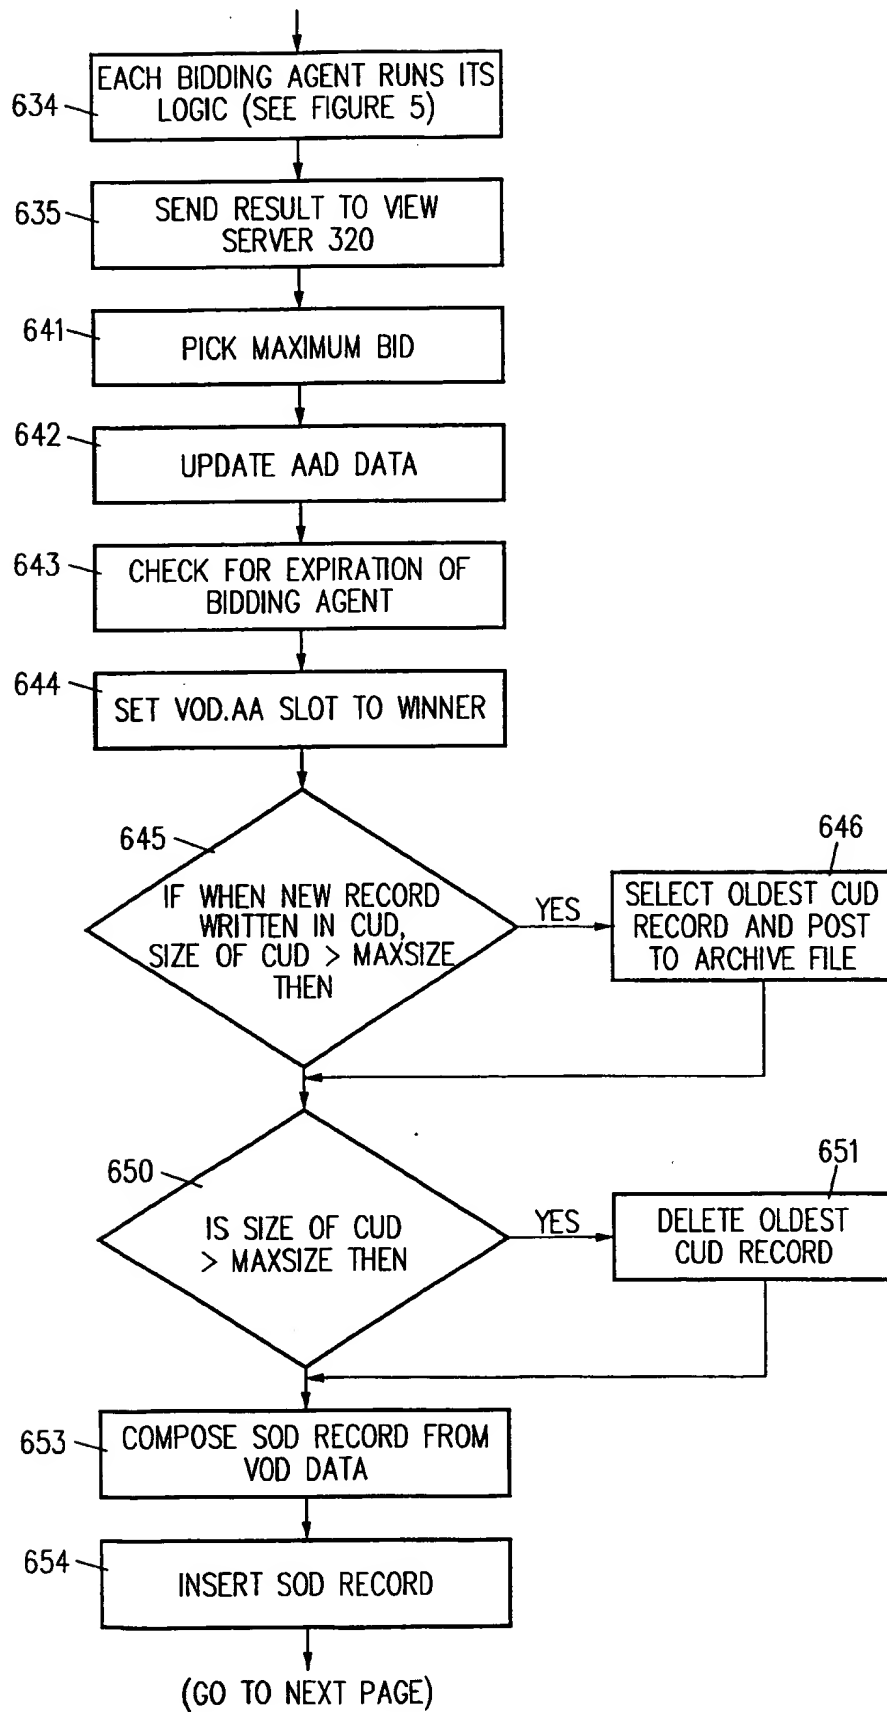 EACH BIDDING AGENT RUNS ITS
LOGIC (SEE FIGURE 5)
634
SEND RESULT TO VIEW
SERVER 320
635
641
PICK MAXIMUM BID
642
UPDATE AAD DATA
643
CHECK FOR EXPIRATION OF
BIDDING AGENT
644
SET VOD.AA SLOT TO WINNER
645
IF WHEN NEW RECORD
WRITTEN IN CUD,
SIZE OF CUD > MAXSIZE
THEN
YES
646
SELECT OLDEST CUD
RECORD AND POST
TO ARCHIVE FILE
650
IS SIZE OF CUD
> MAXSIZE THEN
YES
651
DELETE OLDEST
CUD RECORD
653
COMPOSE SOD RECORD FROM
VOD DATA
654
INSERT SOD RECORD
(GO TO NEXT PAGE)